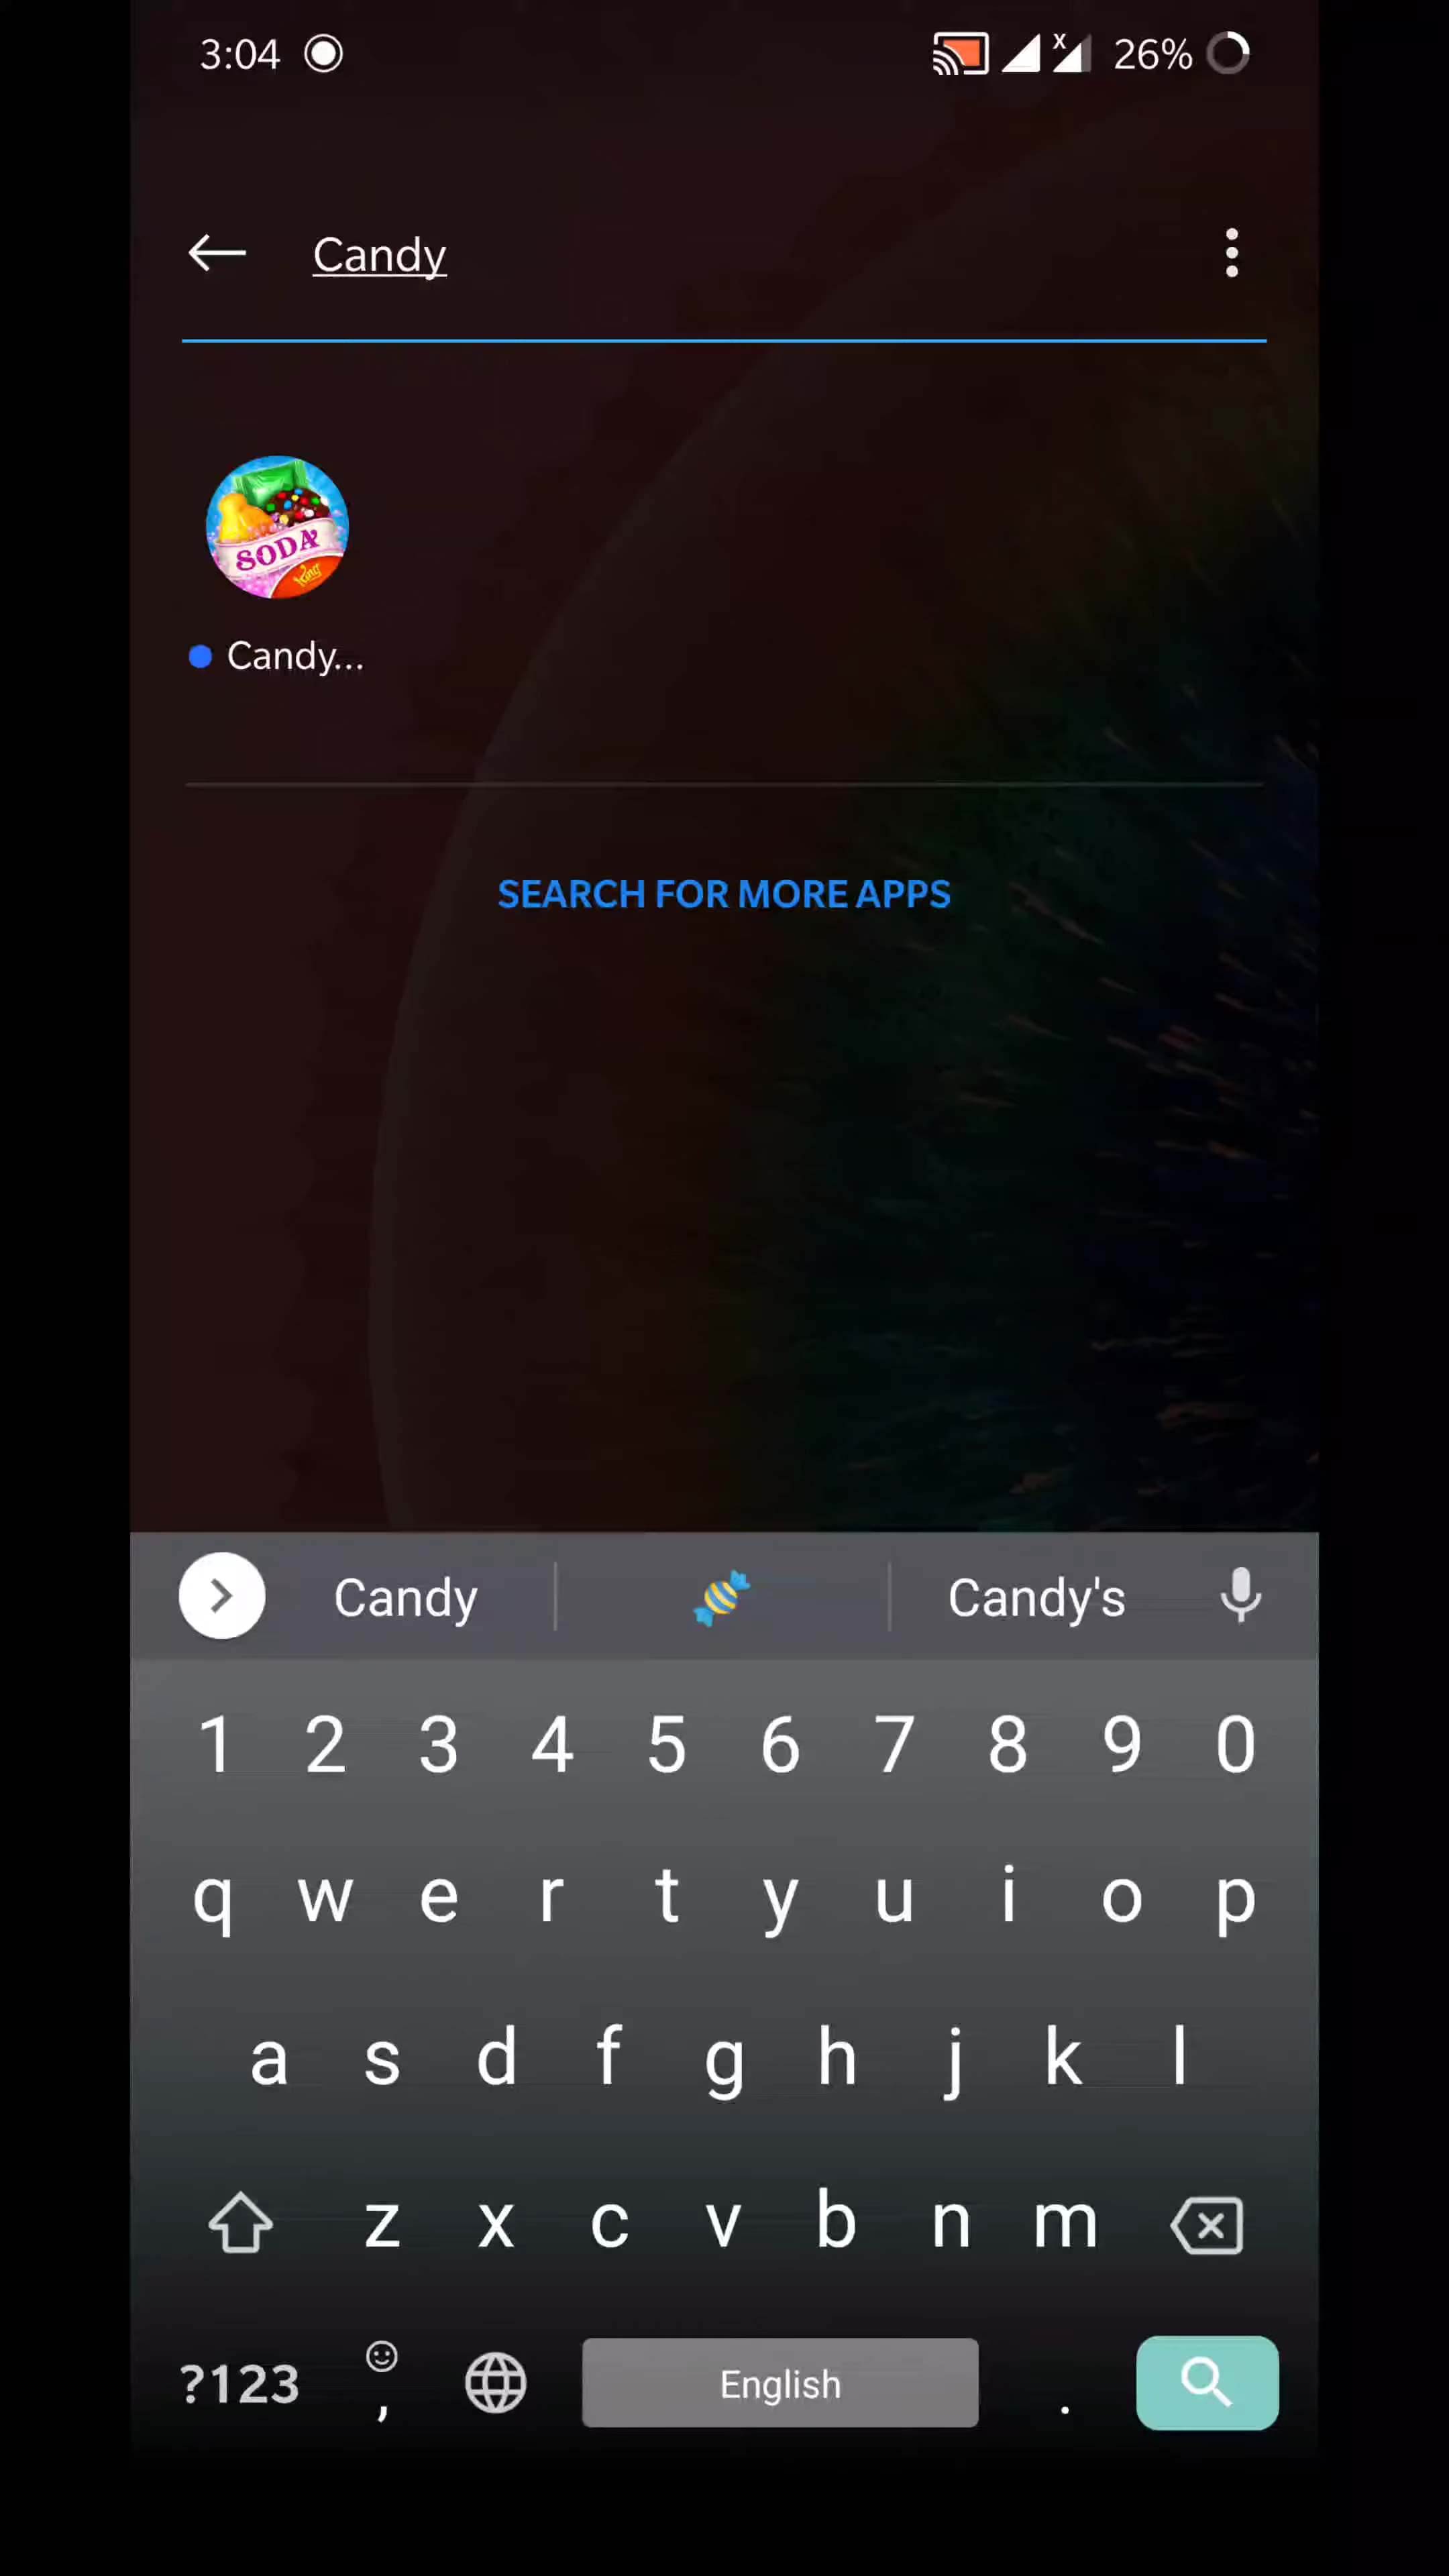 3:04 x 26%
Candy
SODA
King
Candy...
SEARCH FOR MORE APPS
Candy Candy's
1 2 3 4 5 6 7 8 9 0
q w e r t y u i o p
a s d f g h j k l
z x c v b n m
?123 , English .